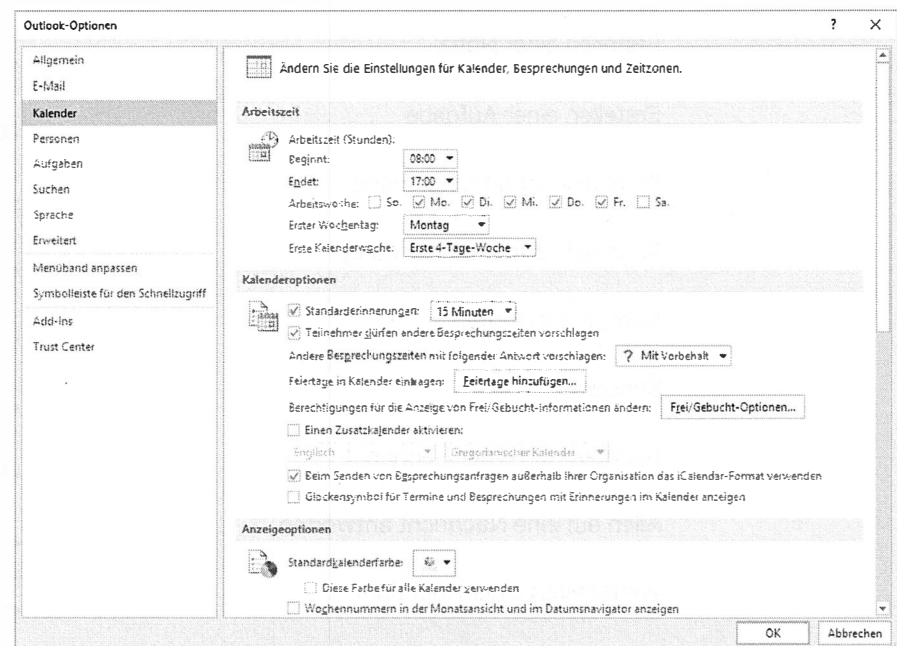 Outlook-Optionen ? ×
Allgemein
E-Mail
Kalender
Personen
Aufgaben
Suchen
Sprache
Erweitert
Menüband anpassen
Symbolleiste für den Schnellzugriff
Add-Ins
Trust Center
Ändern Sie die Einstellungen für Kalender, Besprechungen und Zeitzonen.
Arbeitszeit
Arbeitszeit (Stunden):
Beginnt: 08:00
Endet: 17:00
Arbeitswoche: So. Mo. Di. Mi. Do. Fr. Sa.
Erster Wochentag: Montag
Erste Kalenderwoche: Erste 4-Tage-Woche
Kalenderoptionen
Standarderinnerungen: 15 Minuten
Teilnehmer dürfen andere Besprechungszeiten vorschlagen
Andere Besprechungszeiten mit folgender Antwort vorschlagen: ? Mit Vorbehalt
Feiertage in Kalender eintragen: Feiertage hinzufügen...
Berechtigungen für die Anzeige von Frei/Gebucht-Informationen ändern: Frei/Gebucht-Optionen...
Einen Zusatzkalender aktivieren:
Englisch Gregorianischer Kalender
Beim Senden von Besprechungsanfragen außerhalb Ihrer Organisation das iCalendar-Format verwenden
Glockensymbol für Termine und Besprechungen mit Erinnerungen im Kalender anzeigen
Anzeigeoptionen
Standardkalenderfarbe:
Diese Farbe für alle Kalender verwenden
Wochennummern in der Monatsansicht und im Datumsnavigator anzeigen
OK Abbrechen